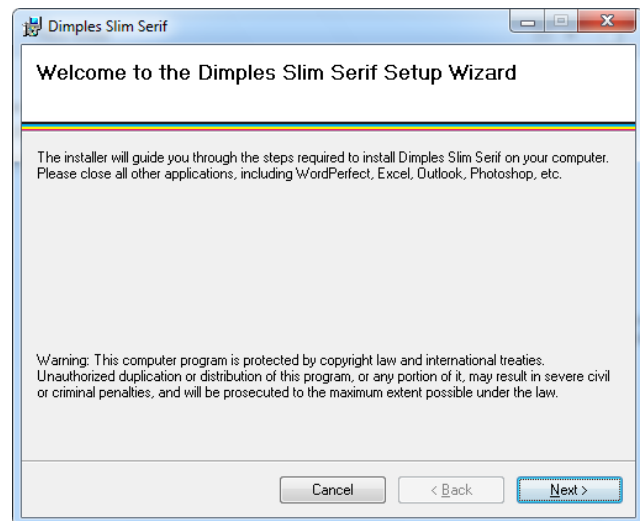 Dimples Slim Serif
Welcome to the Dimples Slim Serif Setup Wizard
The installer will guide you through the steps required to install Dimples Slim Serif on your computer.
Please close all other applications, including WordPerfect, Excel, Outlook, Photoshop, etc.
Warning: This computer program is protected by copyright law and international treaties.
Unauthorized duplication or distribution of this program, or any portion of it, may result in severe civil
or criminal penalties, and will be prosecuted to the maximum extent possible under the law.
Cancel < Back Next >